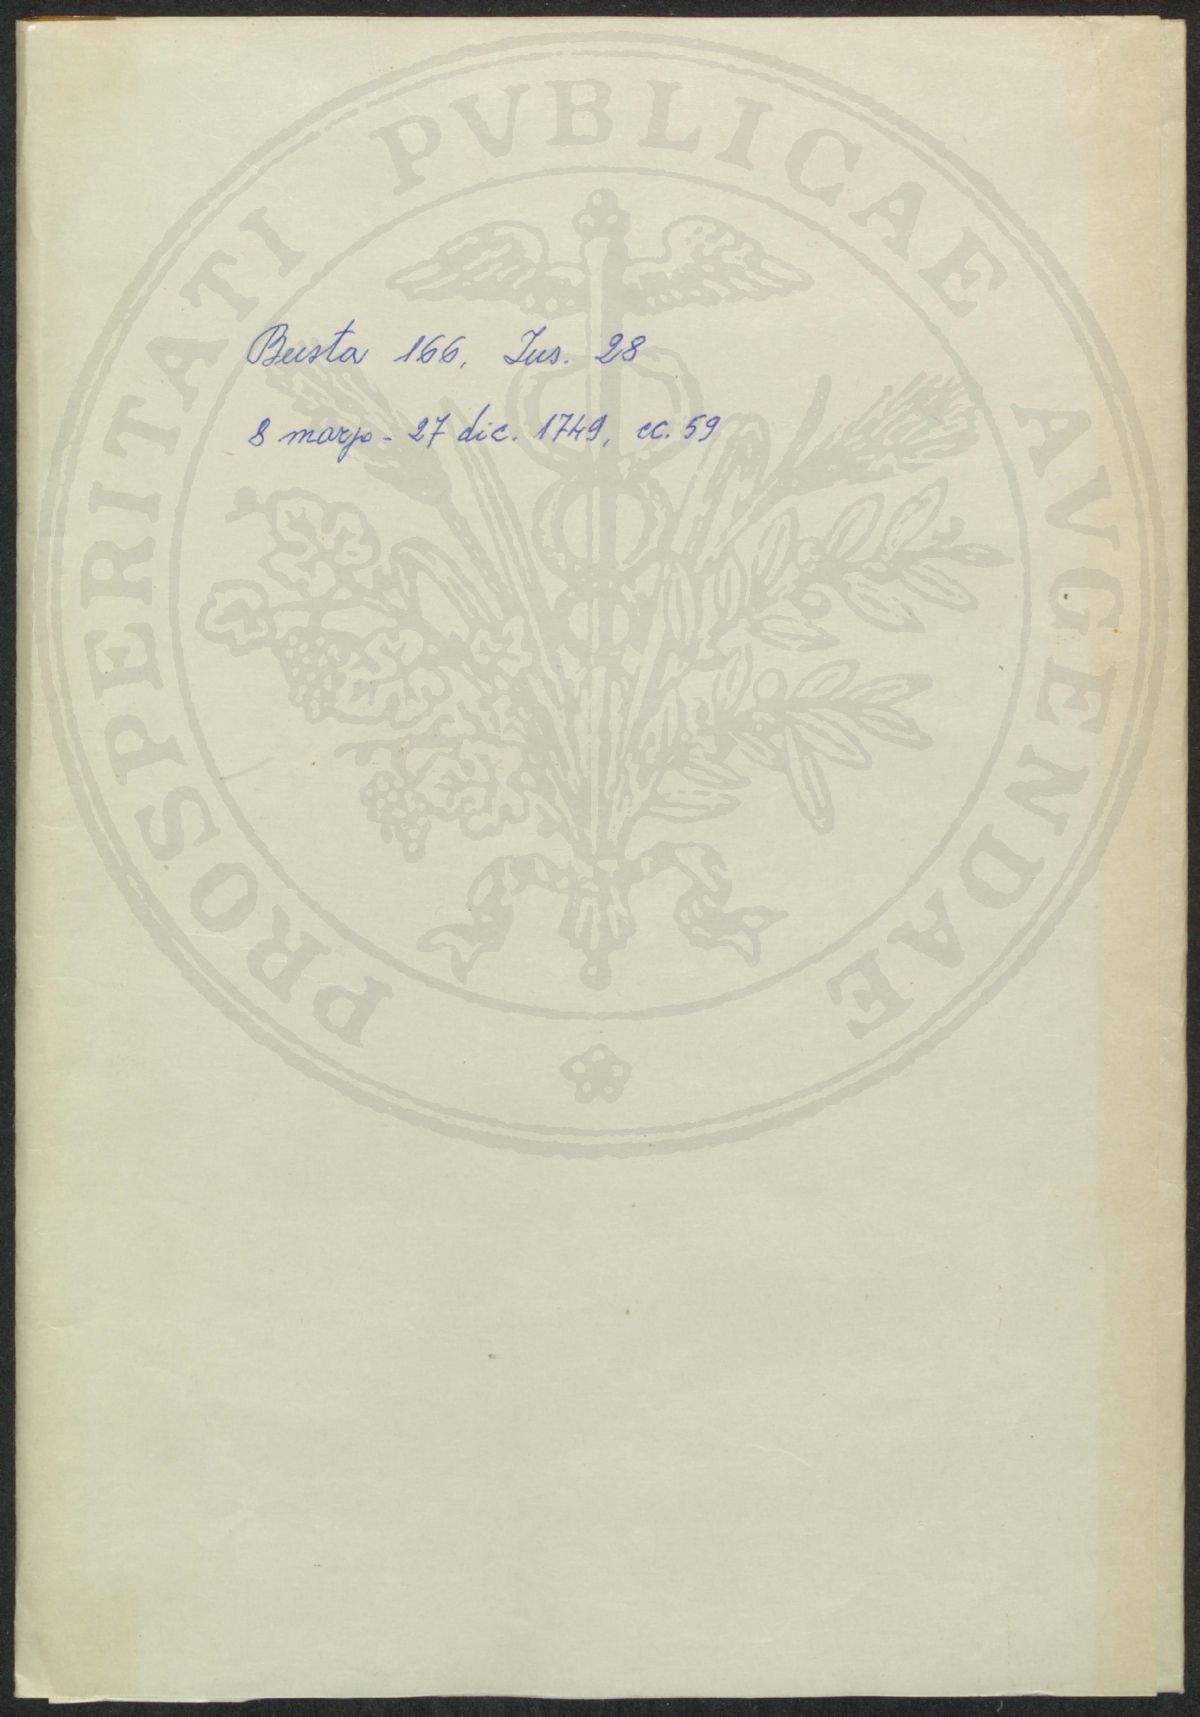 PROSPERITATI PVBLICAE AVGENDAE
Busta 166, Ins. 28
8 marzo - 27 dic. 1749, cc. 59